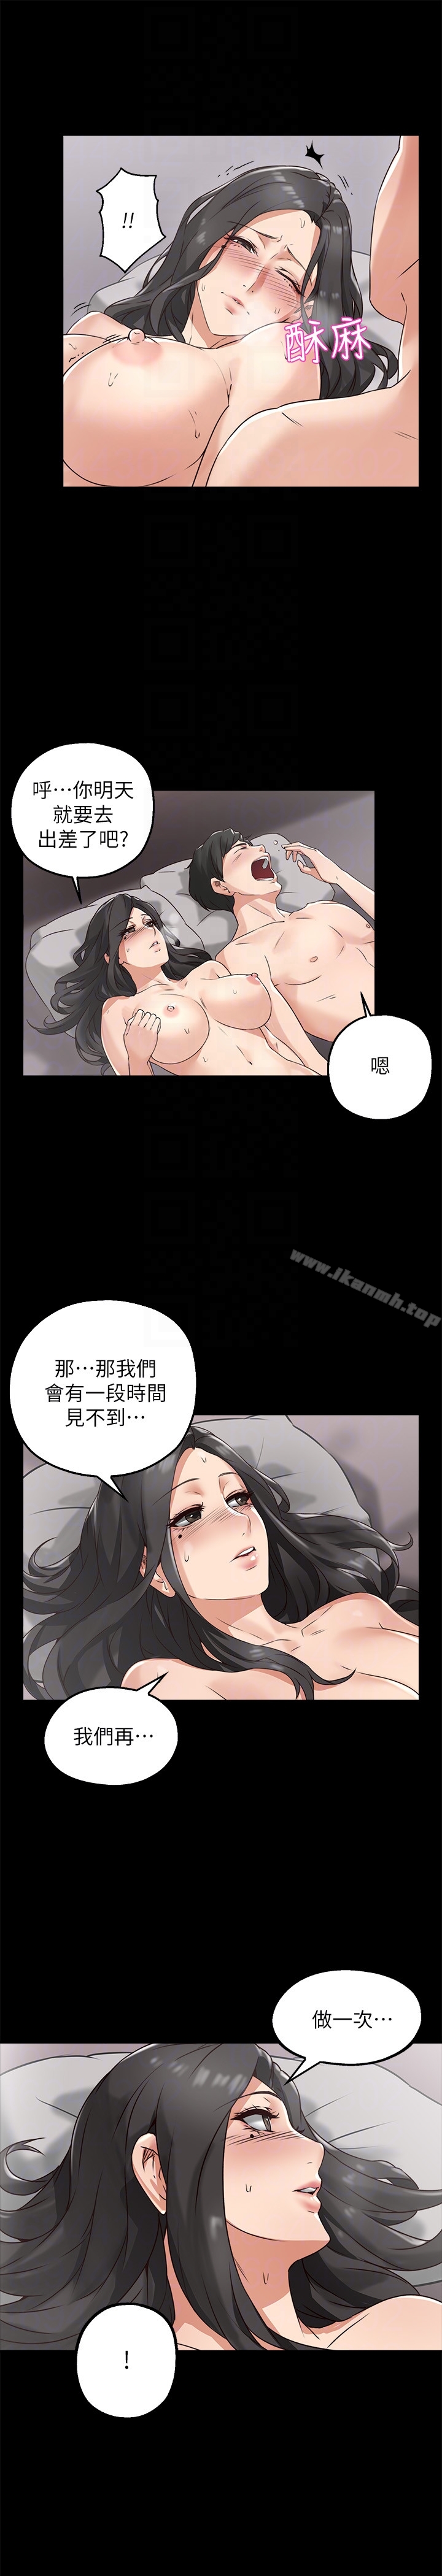 !!
酥麻
呼⋯你明天
就要去
出差了吧?
嗯
www.ikanmh.top
那⋯那我們
會有一段時間
見不到⋯
我們再⋯
做一次⋯
!